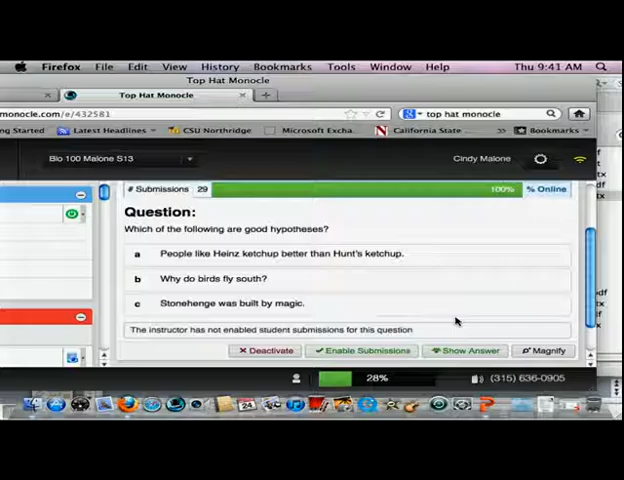 Firefox File Edit View History Bookmarks Tools Window Help Thu 9:41 AM
Top Hat Monocle
Top Hat Monocle
monocle.com/e/432581 top hat monocle
ing Started Latest Headlines CSU Northridge Microsoft Excha... California State ... Bookmarks
Bio 100 Malone S13 Cindy Malone
# Submissions 29 100% % Online
Question:
Which of the following are good hypotheses?
a People like Heinz ketchup better than Hunt's ketchup.
b Why do birds fly south?
c Stonehenge was built by magic.
The instructor has not enabled student submissions for this question
Deactivate Enable Submissions Show Answer Magnify
28% (315) 636-0905